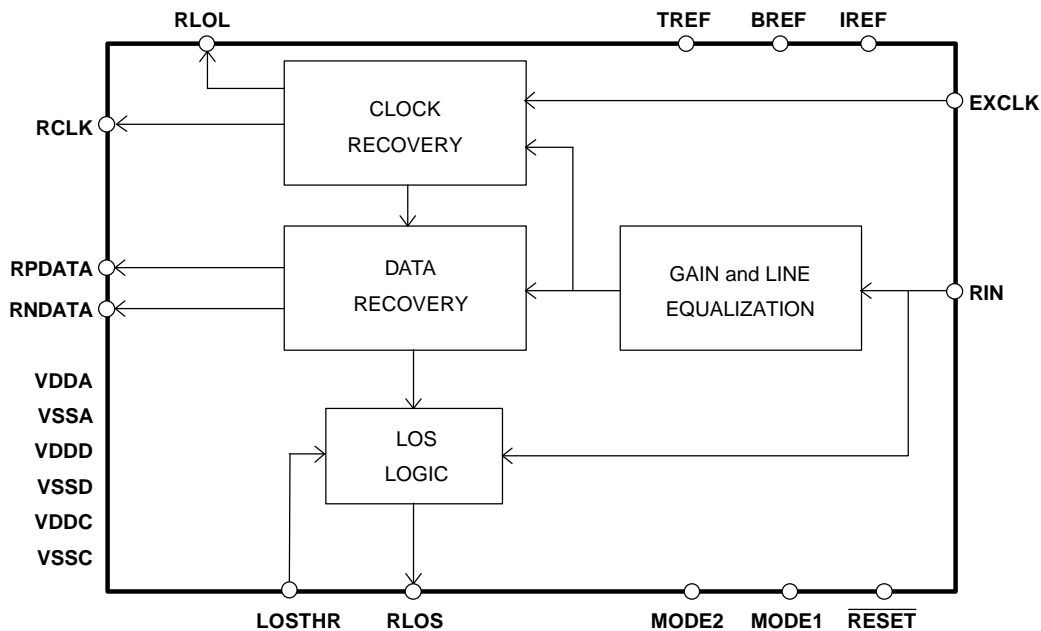 RLOL TREF BREF IREF
CLOCK
RECOVERY
EXCLK
RCLK
RPDATA
RNDATA
DATA
RECOVERY
GAIN and LINE
EQUALIZATION
RIN
VDDA
VSSA
VDDD
VSSD
VDDC
VSSC
LOS
LOGIC
LOSTHR RLOS MODE2 MODE1 RESET